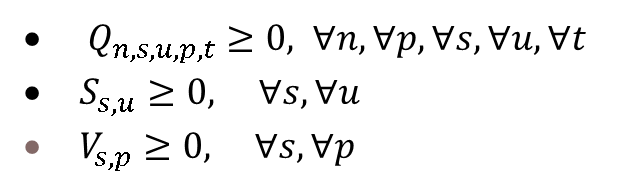 • Q_{n,s,u,p,t} ≥ 0, ∀n, ∀p, ∀s, ∀u, ∀t
• S_{s,u} ≥ 0, ∀s, ∀u
• V_{s,p} ≥ 0, ∀s, ∀p